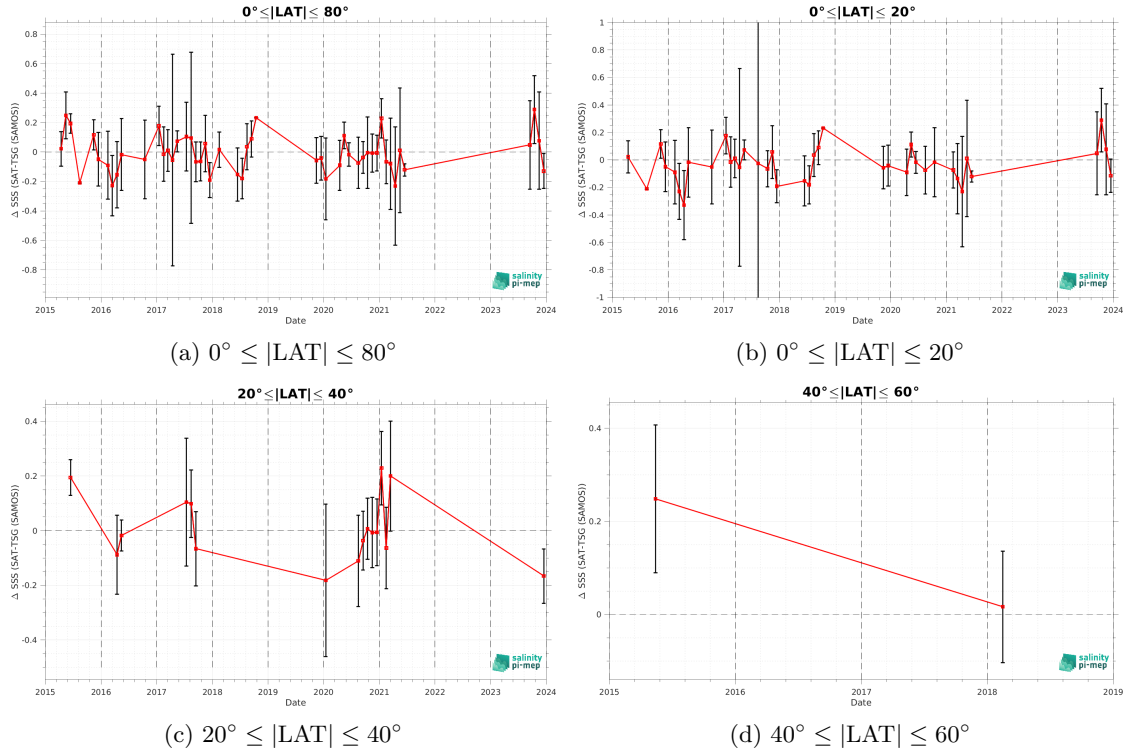 0°≤|LAT|≤ 80°
Δ SSS (SAT-TSG (SAMOS))
0.8
0.6
0.4
0.2
0
-0.2
-0.4
-0.6
-0.8
2015 2016 2017 2018 2019 2020 2021 2022 2023 2024
Date
salinity
pi-mep
(a) 0° ≤ |LAT| ≤ 80°
0°≤|LAT|≤ 20°
Δ SSS (SAT-TSG (SAMOS))
1
0.8
0.6
0.4
0.2
0
-0.2
-0.4
-0.6
-0.8
-1
2015 2016 2017 2018 2019 2020 2021 2022 2023 2024
Date
salinity
pi-mep
(b) 0° ≤ |LAT| ≤ 20°
20°≤|LAT|≤ 40°
Δ SSS (SAT-TSG (SAMOS))
0.4
0.2
0
-0.2
-0.4
2015 2016 2017 2018 2019 2020 2021 2022 2023 2024
Date
salinity
pi-mep
(c) 20° ≤ |LAT| ≤ 40°
40°≤|LAT|≤ 60°
Δ SSS (SAT-TSG (SAMOS))
0.4
0.2
0
2015 2016 2017 2018 2019
Date
salinity
pi-mep
(d) 40° ≤ |LAT| ≤ 60°